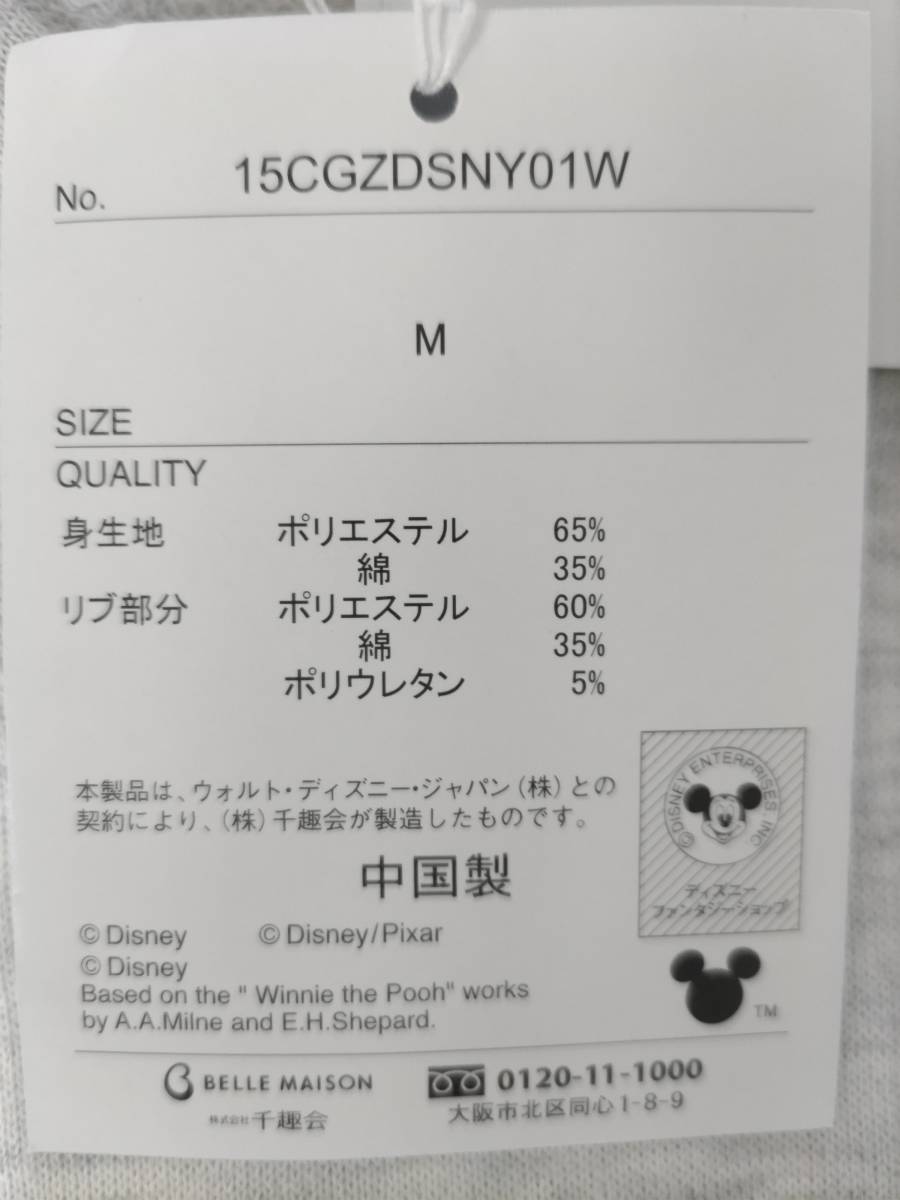 No. 15CGZDSNY01W
M
SIZE
QUALITY
身生地 ポリエステル 65%
綿 35%
リブ部分 ポリエステル 60%
綿 35%
ポリウレタン 5%
本製品は、ウォルト・ディズニー・ジャパン(株)との
契約により、(株)千趣会が製造したものです。
中国製
©DISNEY ENTERPRISES INC.
ディズニー
ファンタジーショップ
©Disney ©Disney/Pixar
©Disney
Based on the " Winnie the Pooh" works
by A.A.Milne and E.H.Shepard.
TM
BELLE MAISON 0120-11-1000
株式会社千趣会 大阪市北区同心1-8-9